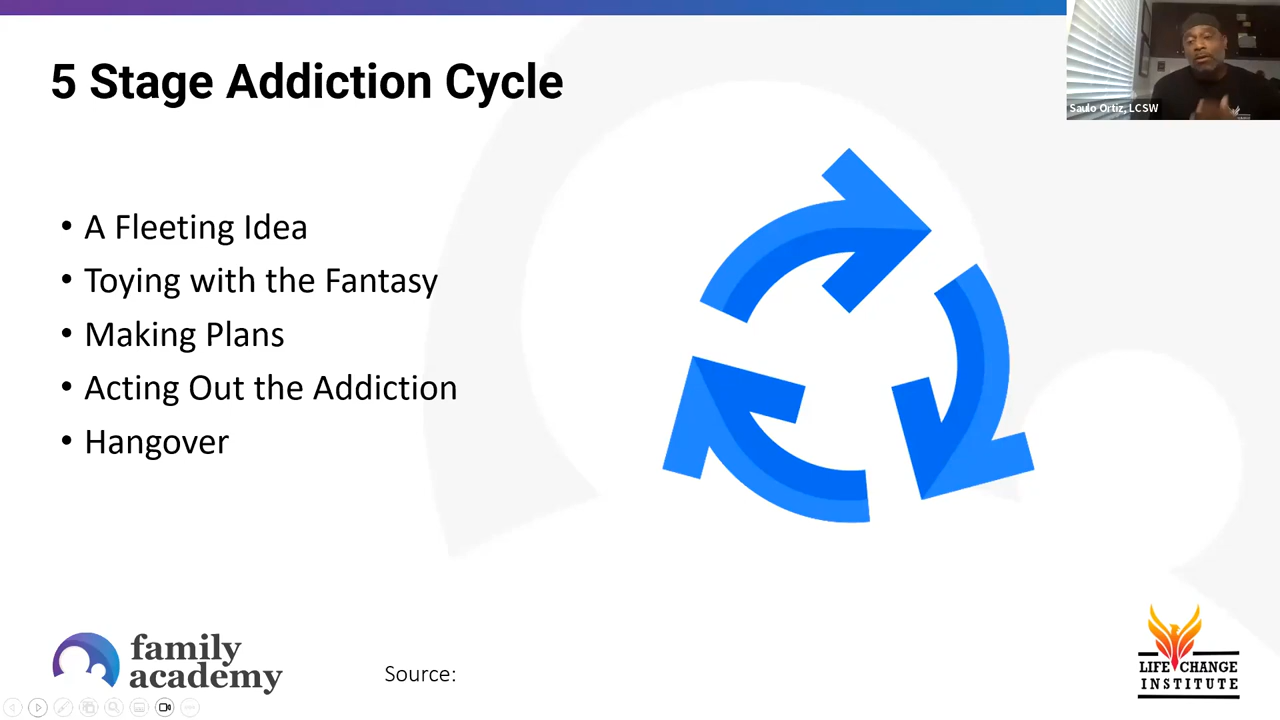 5 Stage Addiction Cycle
Saulo Ortiz, LCSW
• A Fleeting Idea
• Toying with the Fantasy
• Making Plans
• Acting Out the Addiction
• Hangover
family
academy
Source:
LIFE CHANGE
INSTITUTE